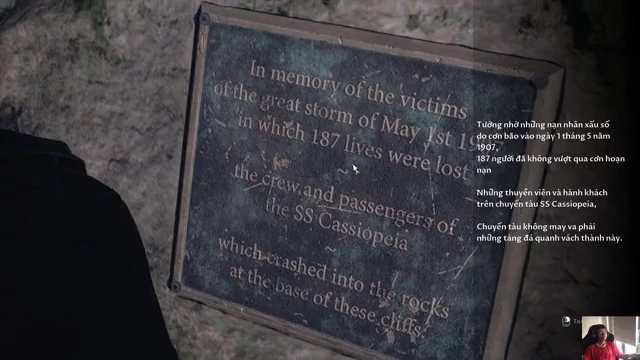 In memory of the victims
of the great storm of May 1st 19
in which 187 lives were lost
~
the crew and passengers of
the SS Cassiopeia
~
which crashed into the rocks
at the base of these cliffs
Tưởng nhớ những nạn nhân xấu số
do cơn bão vào ngày 1 tháng 5 năm
1907,
187 người đã không vượt qua cơn hoạn
nạn
Những thuyền viên và hành khách
trên chuyến tàu SS Cassiopeia,
Chuyến tàu không may va phải
những tảng đá quanh vách thành này.